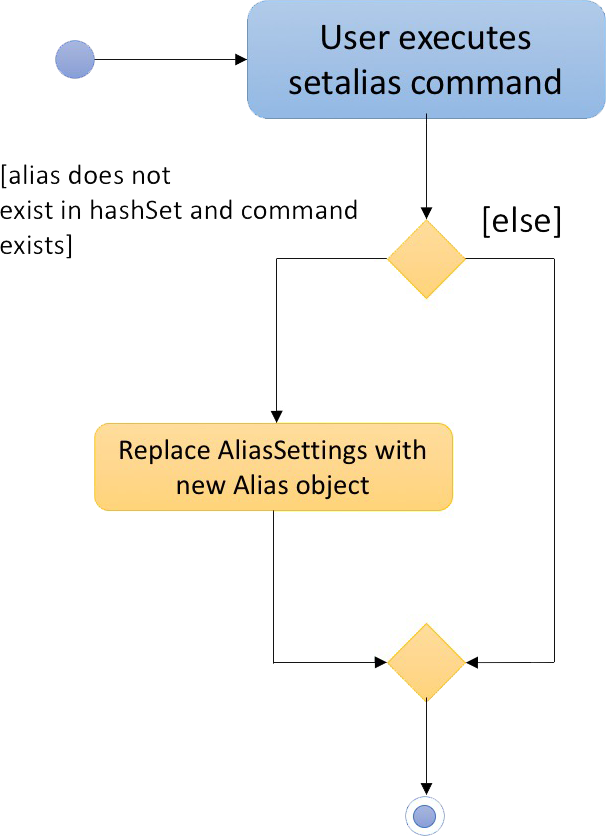 User executes
setalias command
[alias does not
exist in hashSet and command
exists]
[else]
Replace AliasSettings with
new Alias object